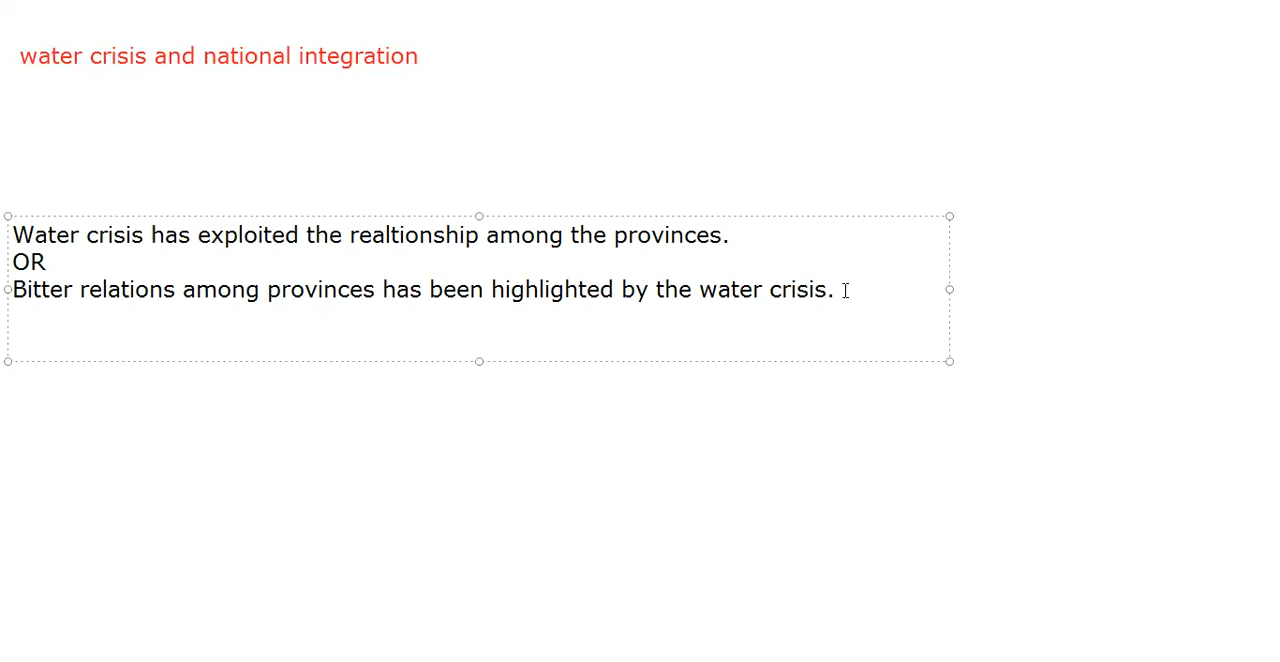 water crisis and national integration
Water crisis has exploited the realtionship among the provinces.
OR
Bitter relations among provinces has been highlighted by the water crisis.